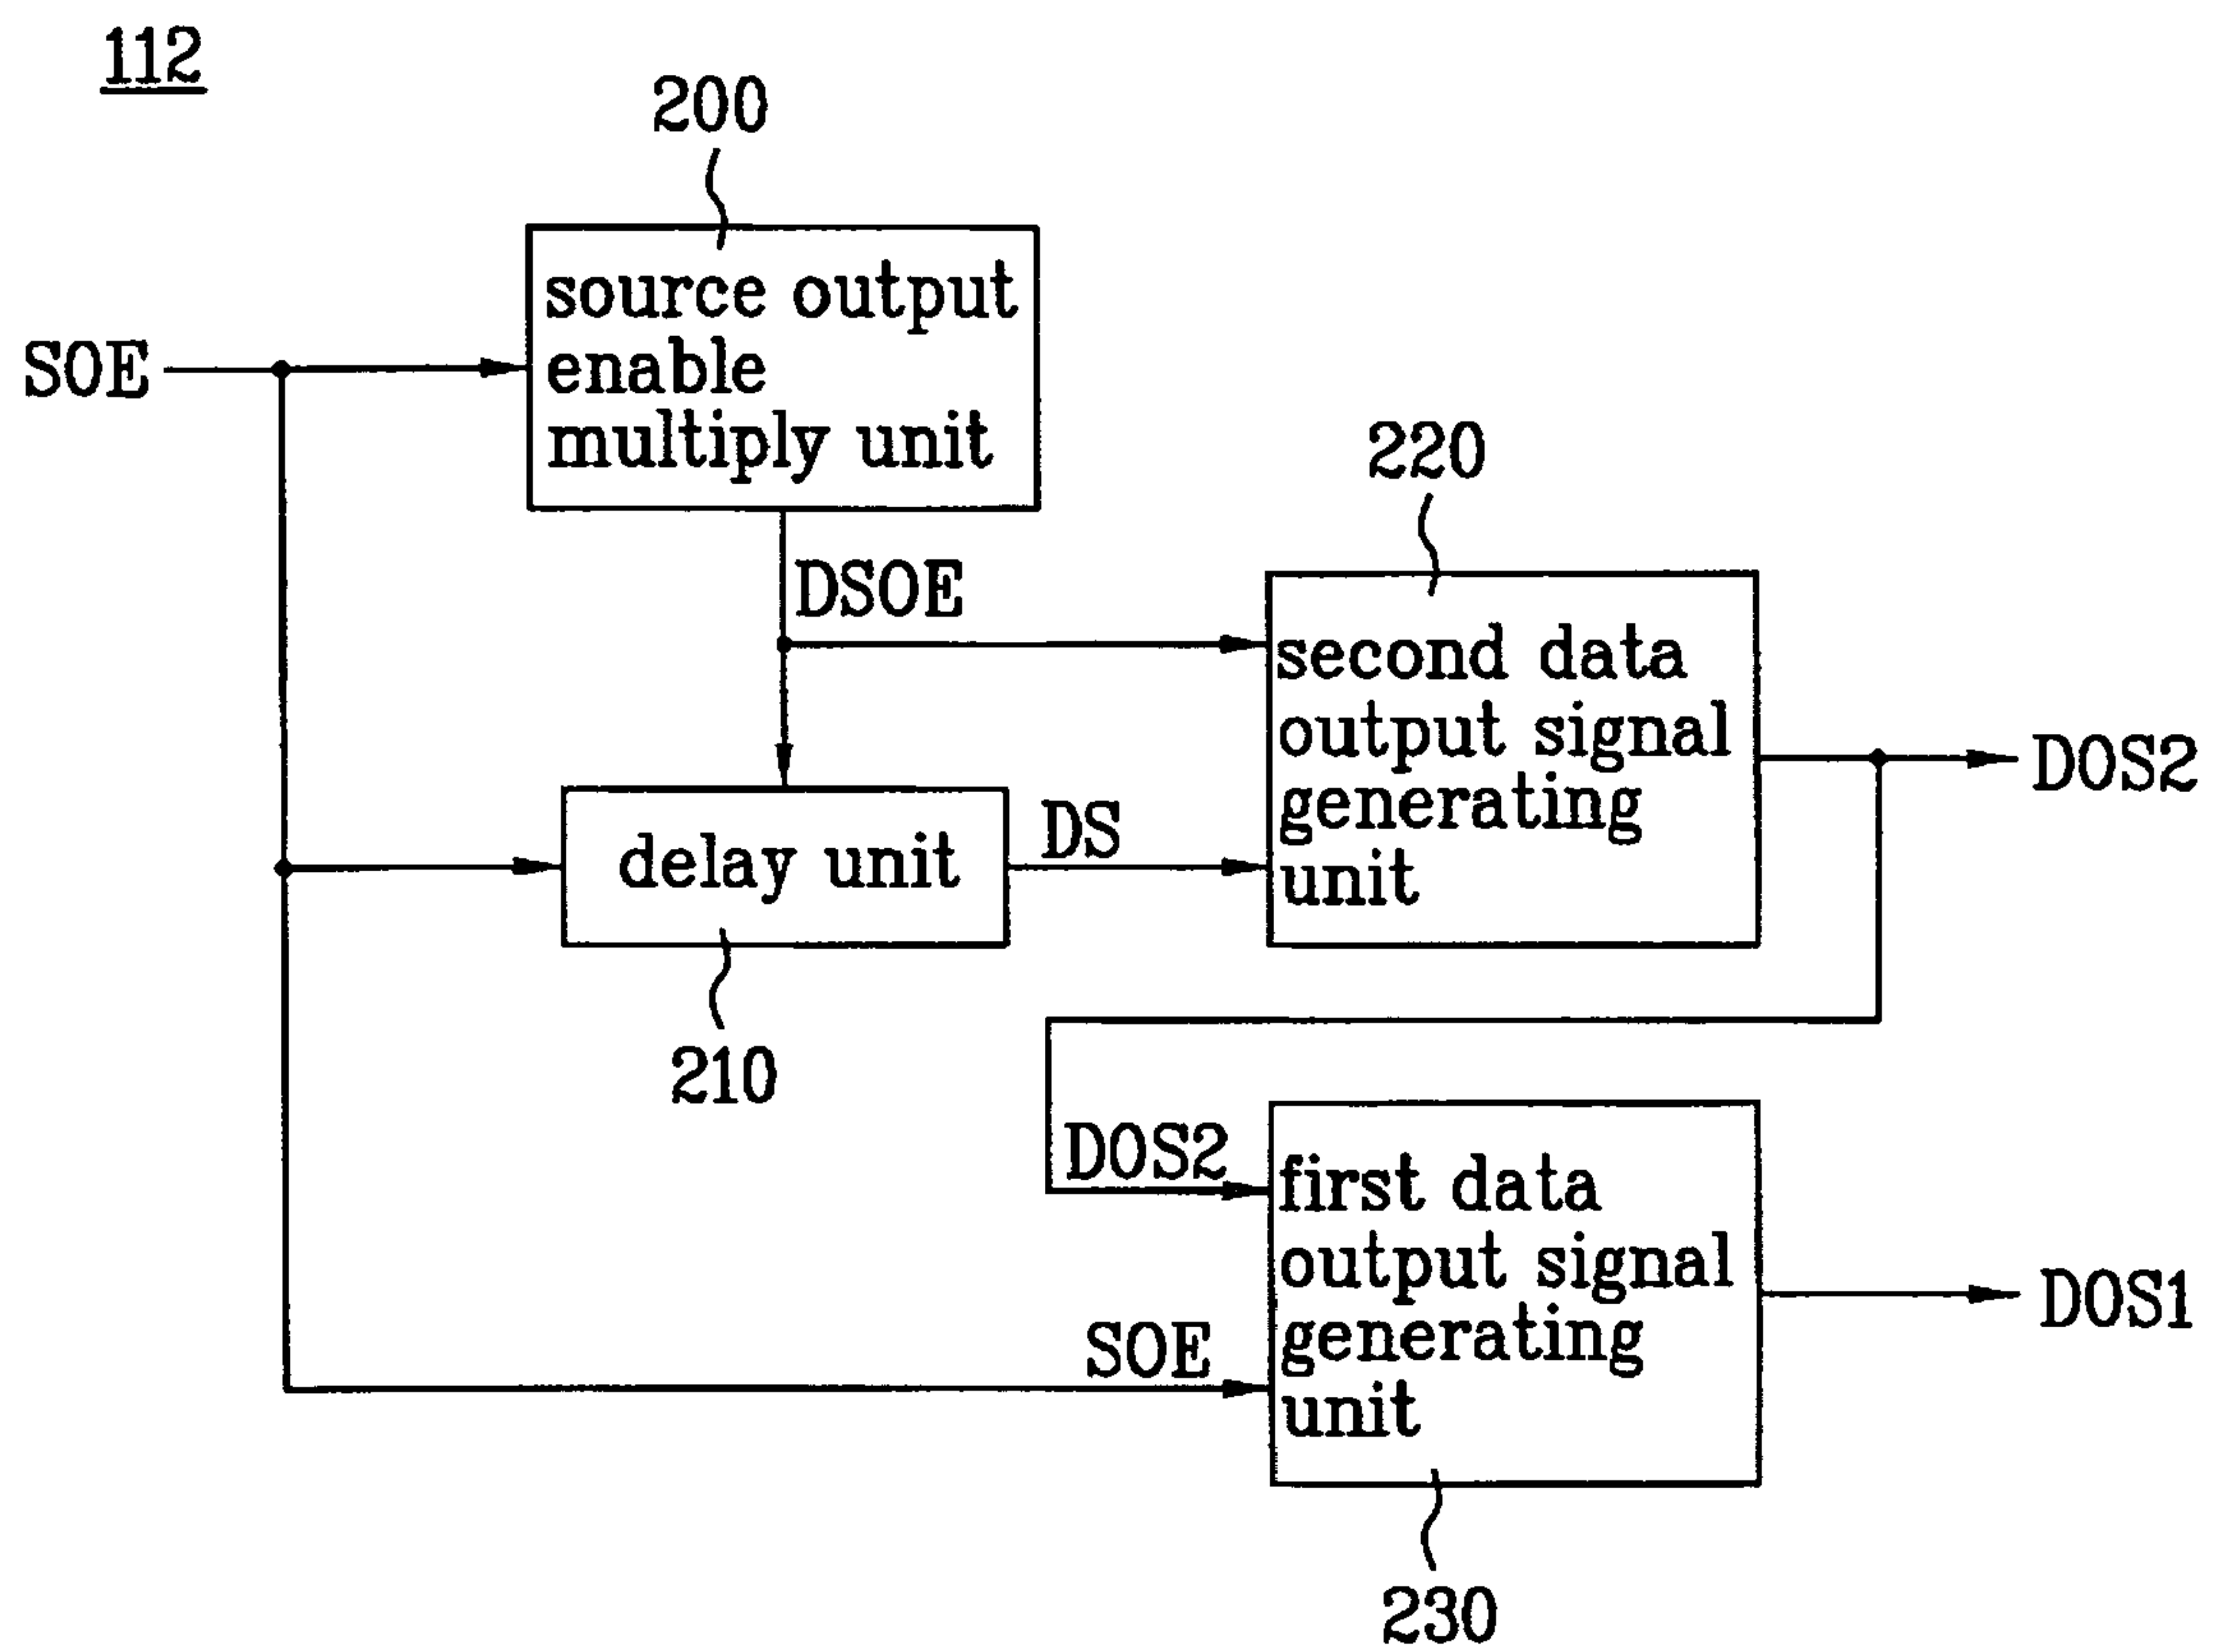 112
200
source output
enable
multiply unit
SOE
220
DSOE
second data
output signal
generating
unit
DOS2
DS
delay unit
210
DOS2
first data
output signal
generating
unit
DOS1
SOE
230